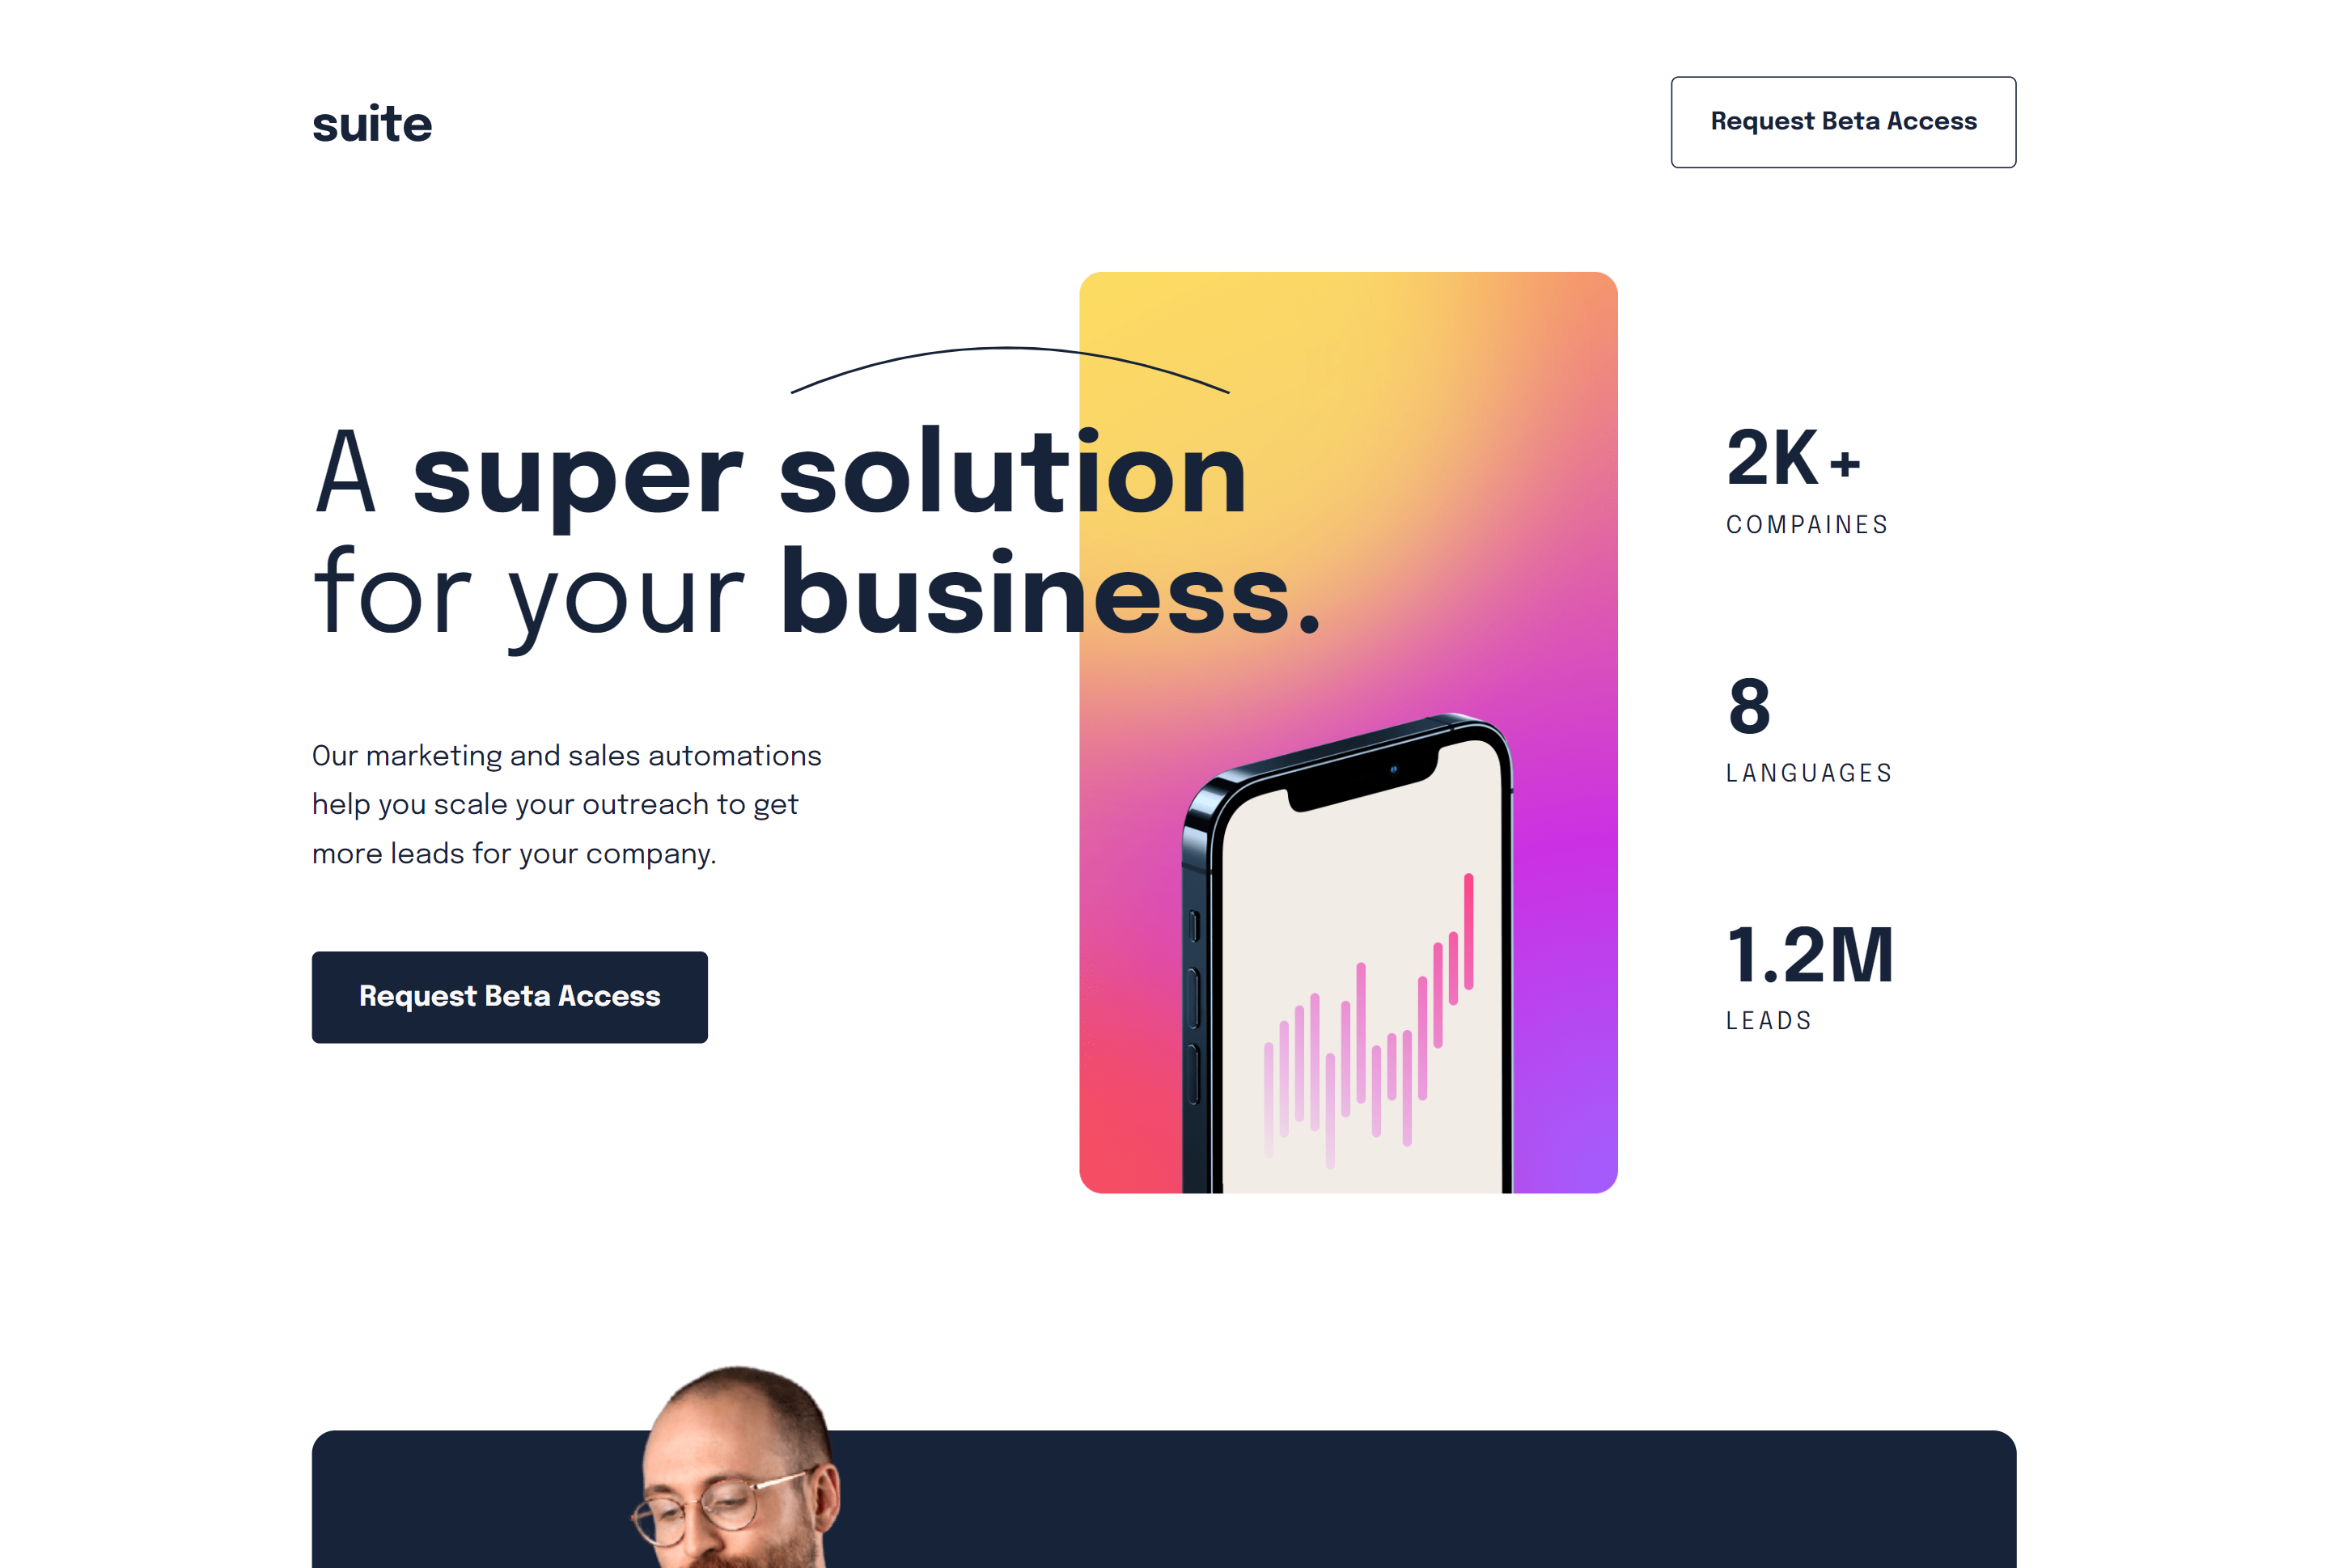 suite
Request Beta Access
A super solution
for your business.
Our marketing and sales automations
help you scale your outreach to get
more leads for your company.
Request Beta Access
2K+
COMPAINES
8
LANGUAGES
1.2M
LEADS